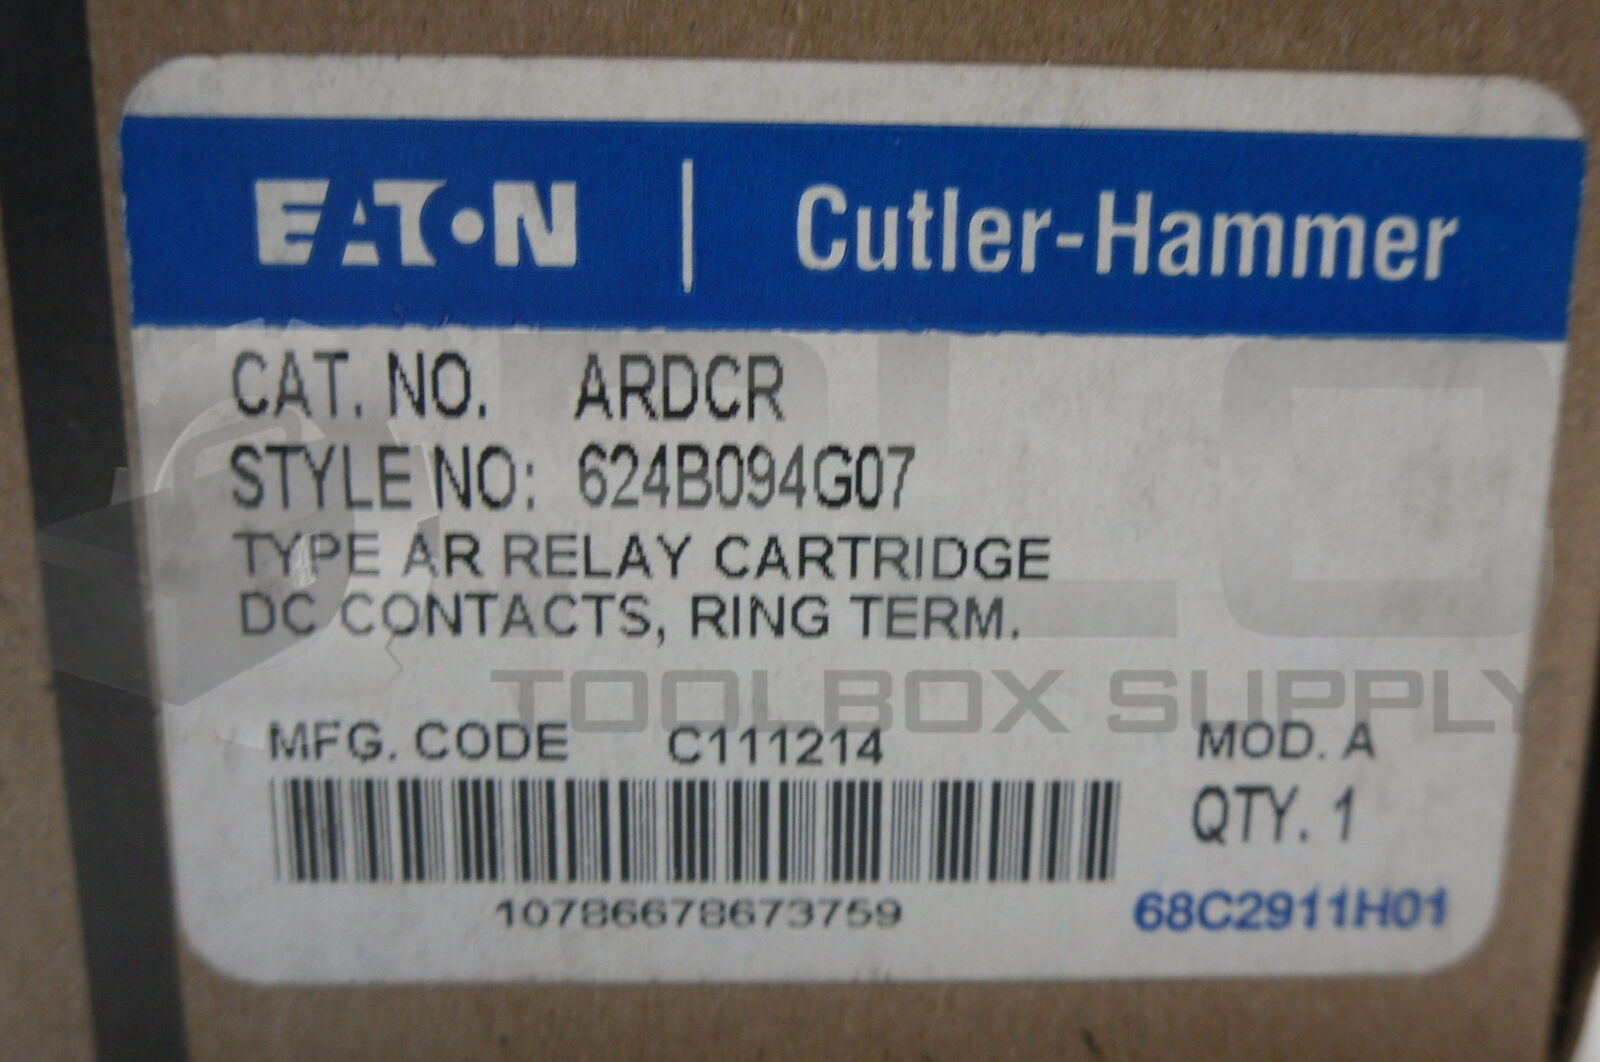 EATON | Cutler-Hammer
CAT. NO. ARDCR
STYLE NO: 624B094G07
TYPE AR RELAY CARTRIDGE
DC CONTACTS, RING TERM.
TOOLBOX SUPPLY
MFG. CODE C111214 MOD. A
QTY. 1
10786678673759
68C2911H01